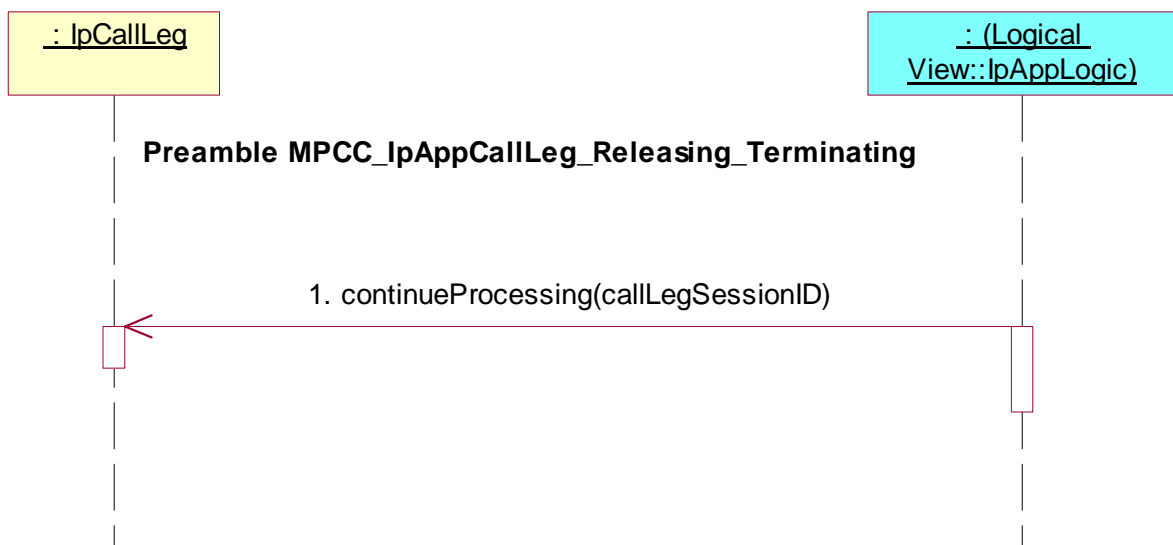 : IpCallLeg
: (Logical
View::IpAppLogic)
Preamble MPCC_IpAppCallLeg_Releasing_Terminating
1. continueProcessing(callLegSessionID)